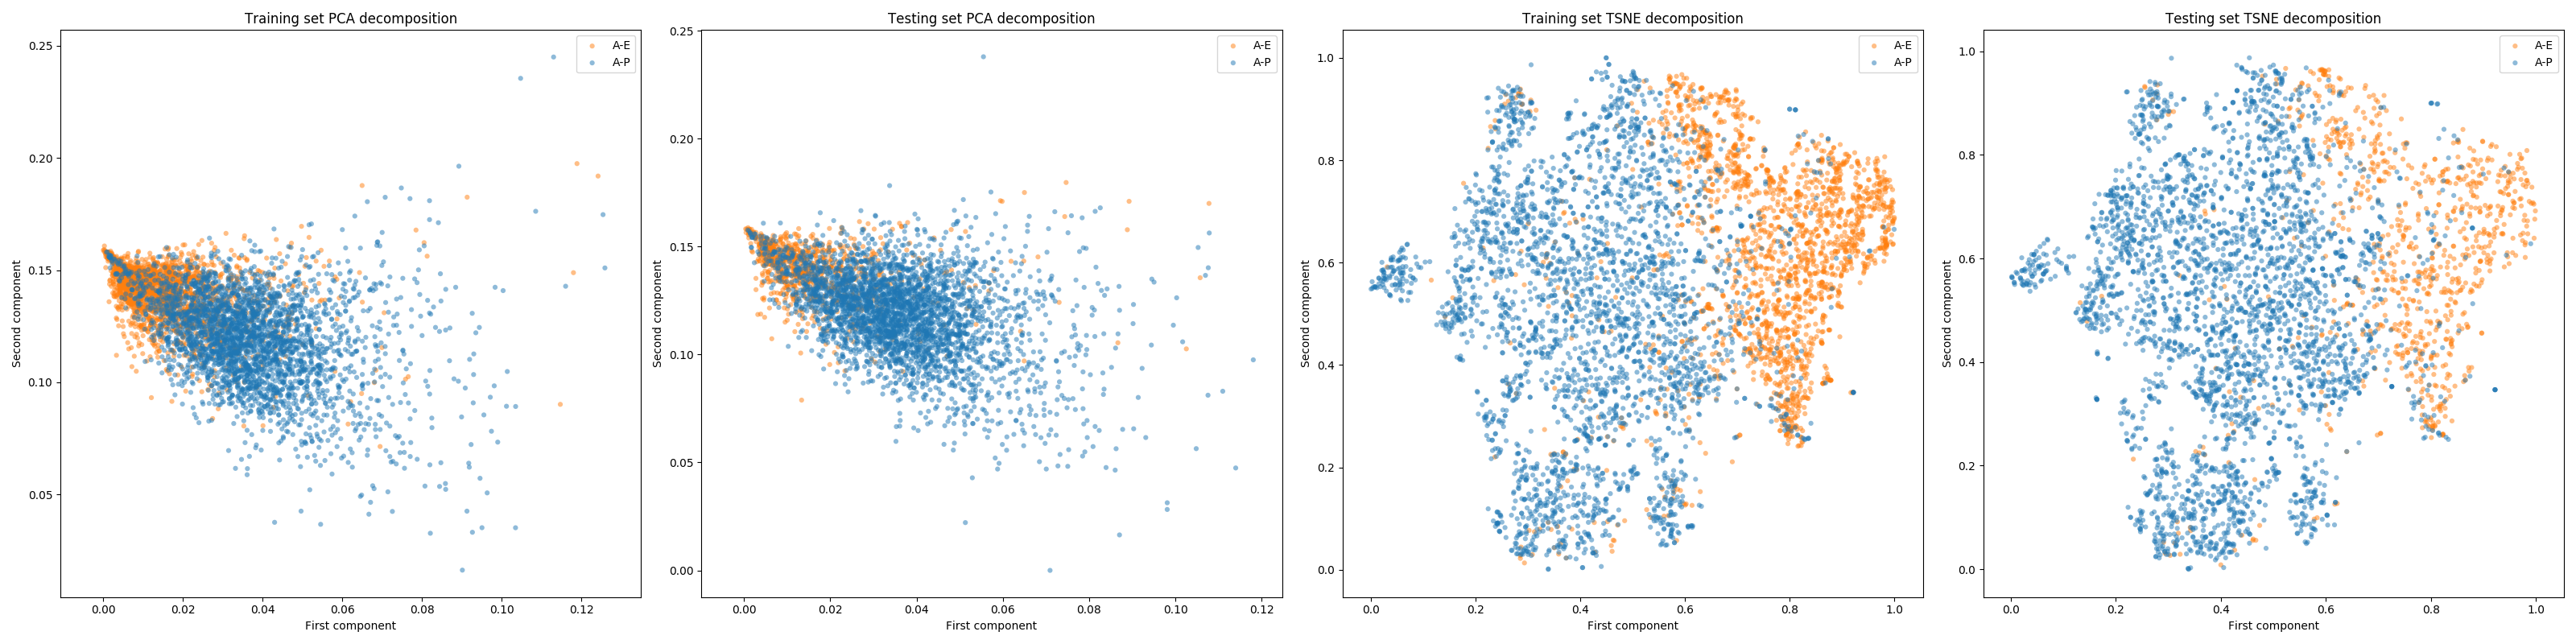 Training set PCA decomposition
A-E
A-P
0.25
0.20
0.15
0.10
0.05
Second component
0.00 0.02 0.04 0.06 0.08 0.10 0.12
First component
Testing set PCA decomposition
A-E
A-P
0.25
0.20
0.15
0.10
0.05
0.00
Second component
0.00 0.02 0.04 0.06 0.08 0.10 0.12
First component
Training set TSNE decomposition
A-E
A-P
1.0
0.8
0.6
0.4
0.2
0.0
Second component
0.0 0.2 0.4 0.6 0.8 1.0
First component
Testing set TSNE decomposition
A-E
A-P
1.0
0.8
0.6
0.4
0.2
0.0
Second component
0.0 0.2 0.4 0.6 0.8 1.0
First component